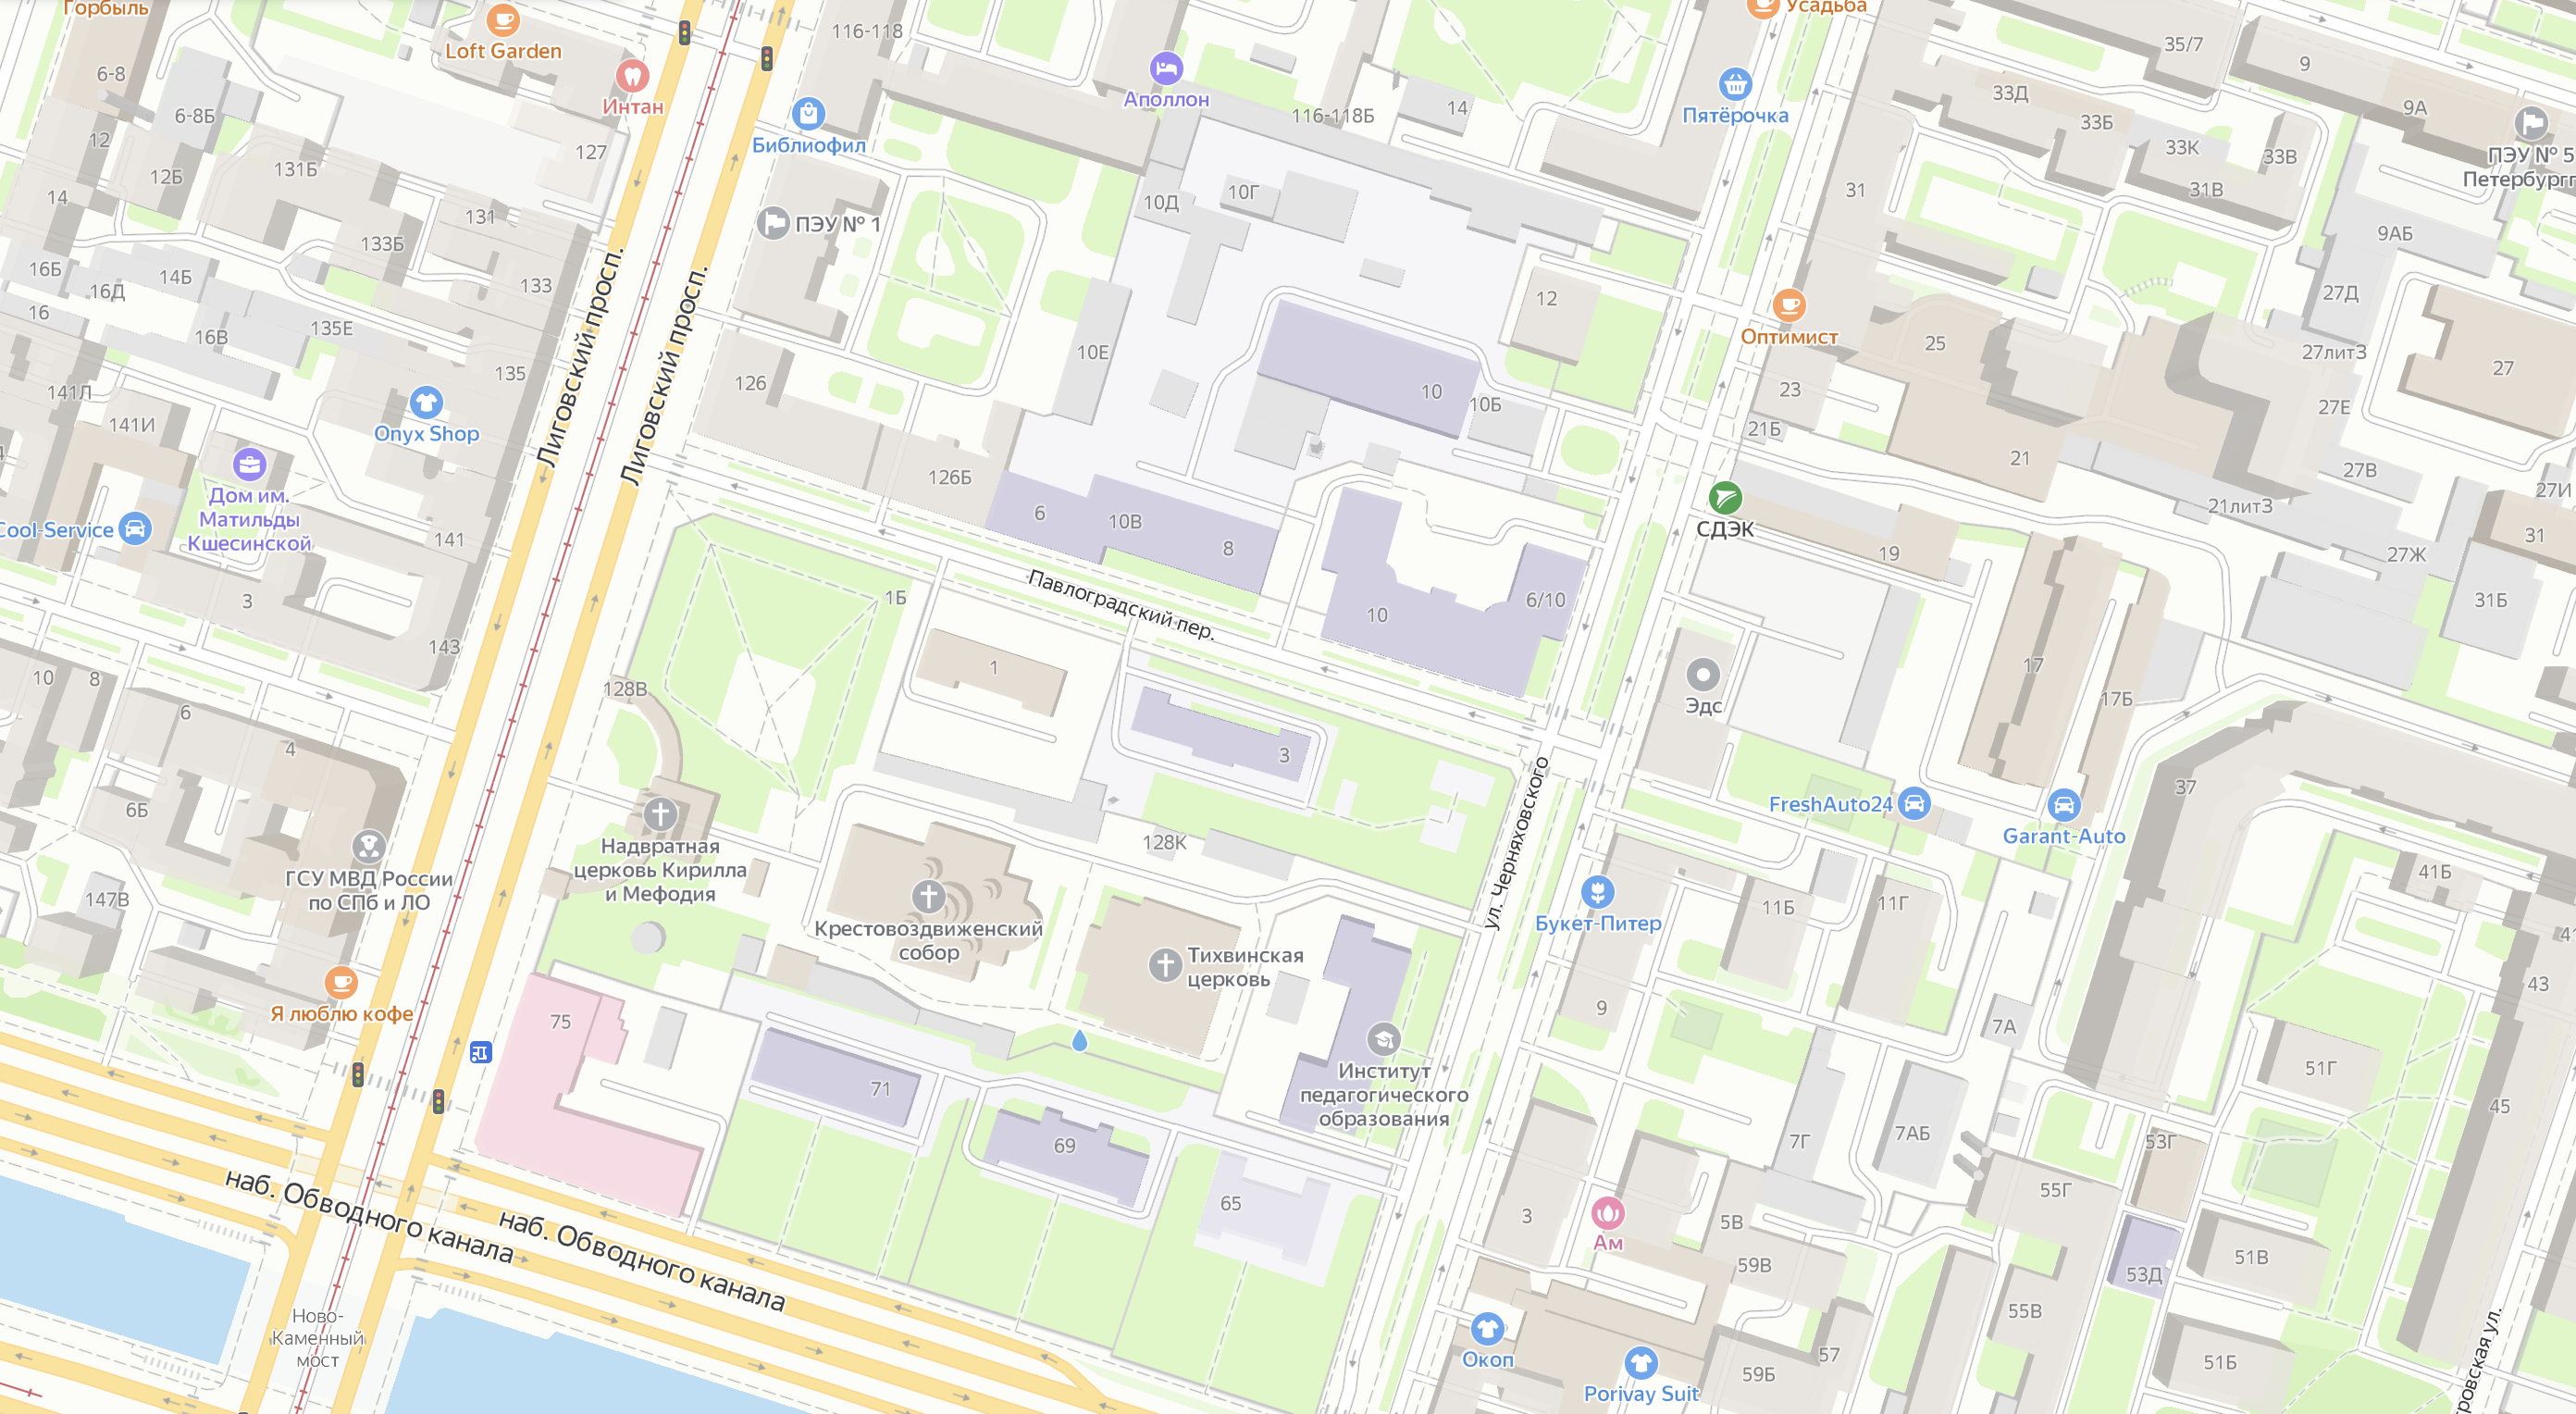 Горбыль
Loft Garden
6-8
6-8Б
Интан
116-118
Библиофил
Аполлон
116-118Б
14
Усадьба
Пятёрочка
35/7
9
33Д
33Б
9А
33К
33В
31В
31
ПЭУ № 5
12
12Б
14
131Б
127
131
133Б
133
16Б
14Б
16Д
16
16В
135Е
135
ПЭУ № 1
10Д
10Г
12
9АБ
27Д
Оптимист
25
27лит3
27
Лиговский просп.
Лиговский просп.
126
10Е
10
10Б
23
21Б
21
27Е
27В
27И
141Л
141И
Onyx Shop
Дом им.
Матильды
Кшесинской
Cool-Service
141
126Б
6
10В
8
СДЭК
19
21лит3
27Ж
31
31Б
3
143
1Б
Павлоградский пер.
10
6/10
17
17Б
Эдс
10
8
6
4
6Б
128В
1
3
37
FreshAuto24
Garant-Auto
ул. Черняховского
128К
Надвратная
церковь Кирилла
и Мефодия
ГСУ МВД России
по СПб и ЛО
147В
Крестовоздвиженский
собор
Тихвинская
церковь
Букет-Питер
11Б
11Г
41Б
43
9
7А
Я люблю кофе
75
71
69
65
Институт
педагогического
образования
51Г
45
7Г
7АБ
53Г
55Г
3
5В
Ам
59В
53Д
51В
55В
57
59Б
51Б
наб. Обводного канала
наб. Обводного канала
Ново-
Каменный
мост
Окоп
Porivay Suit